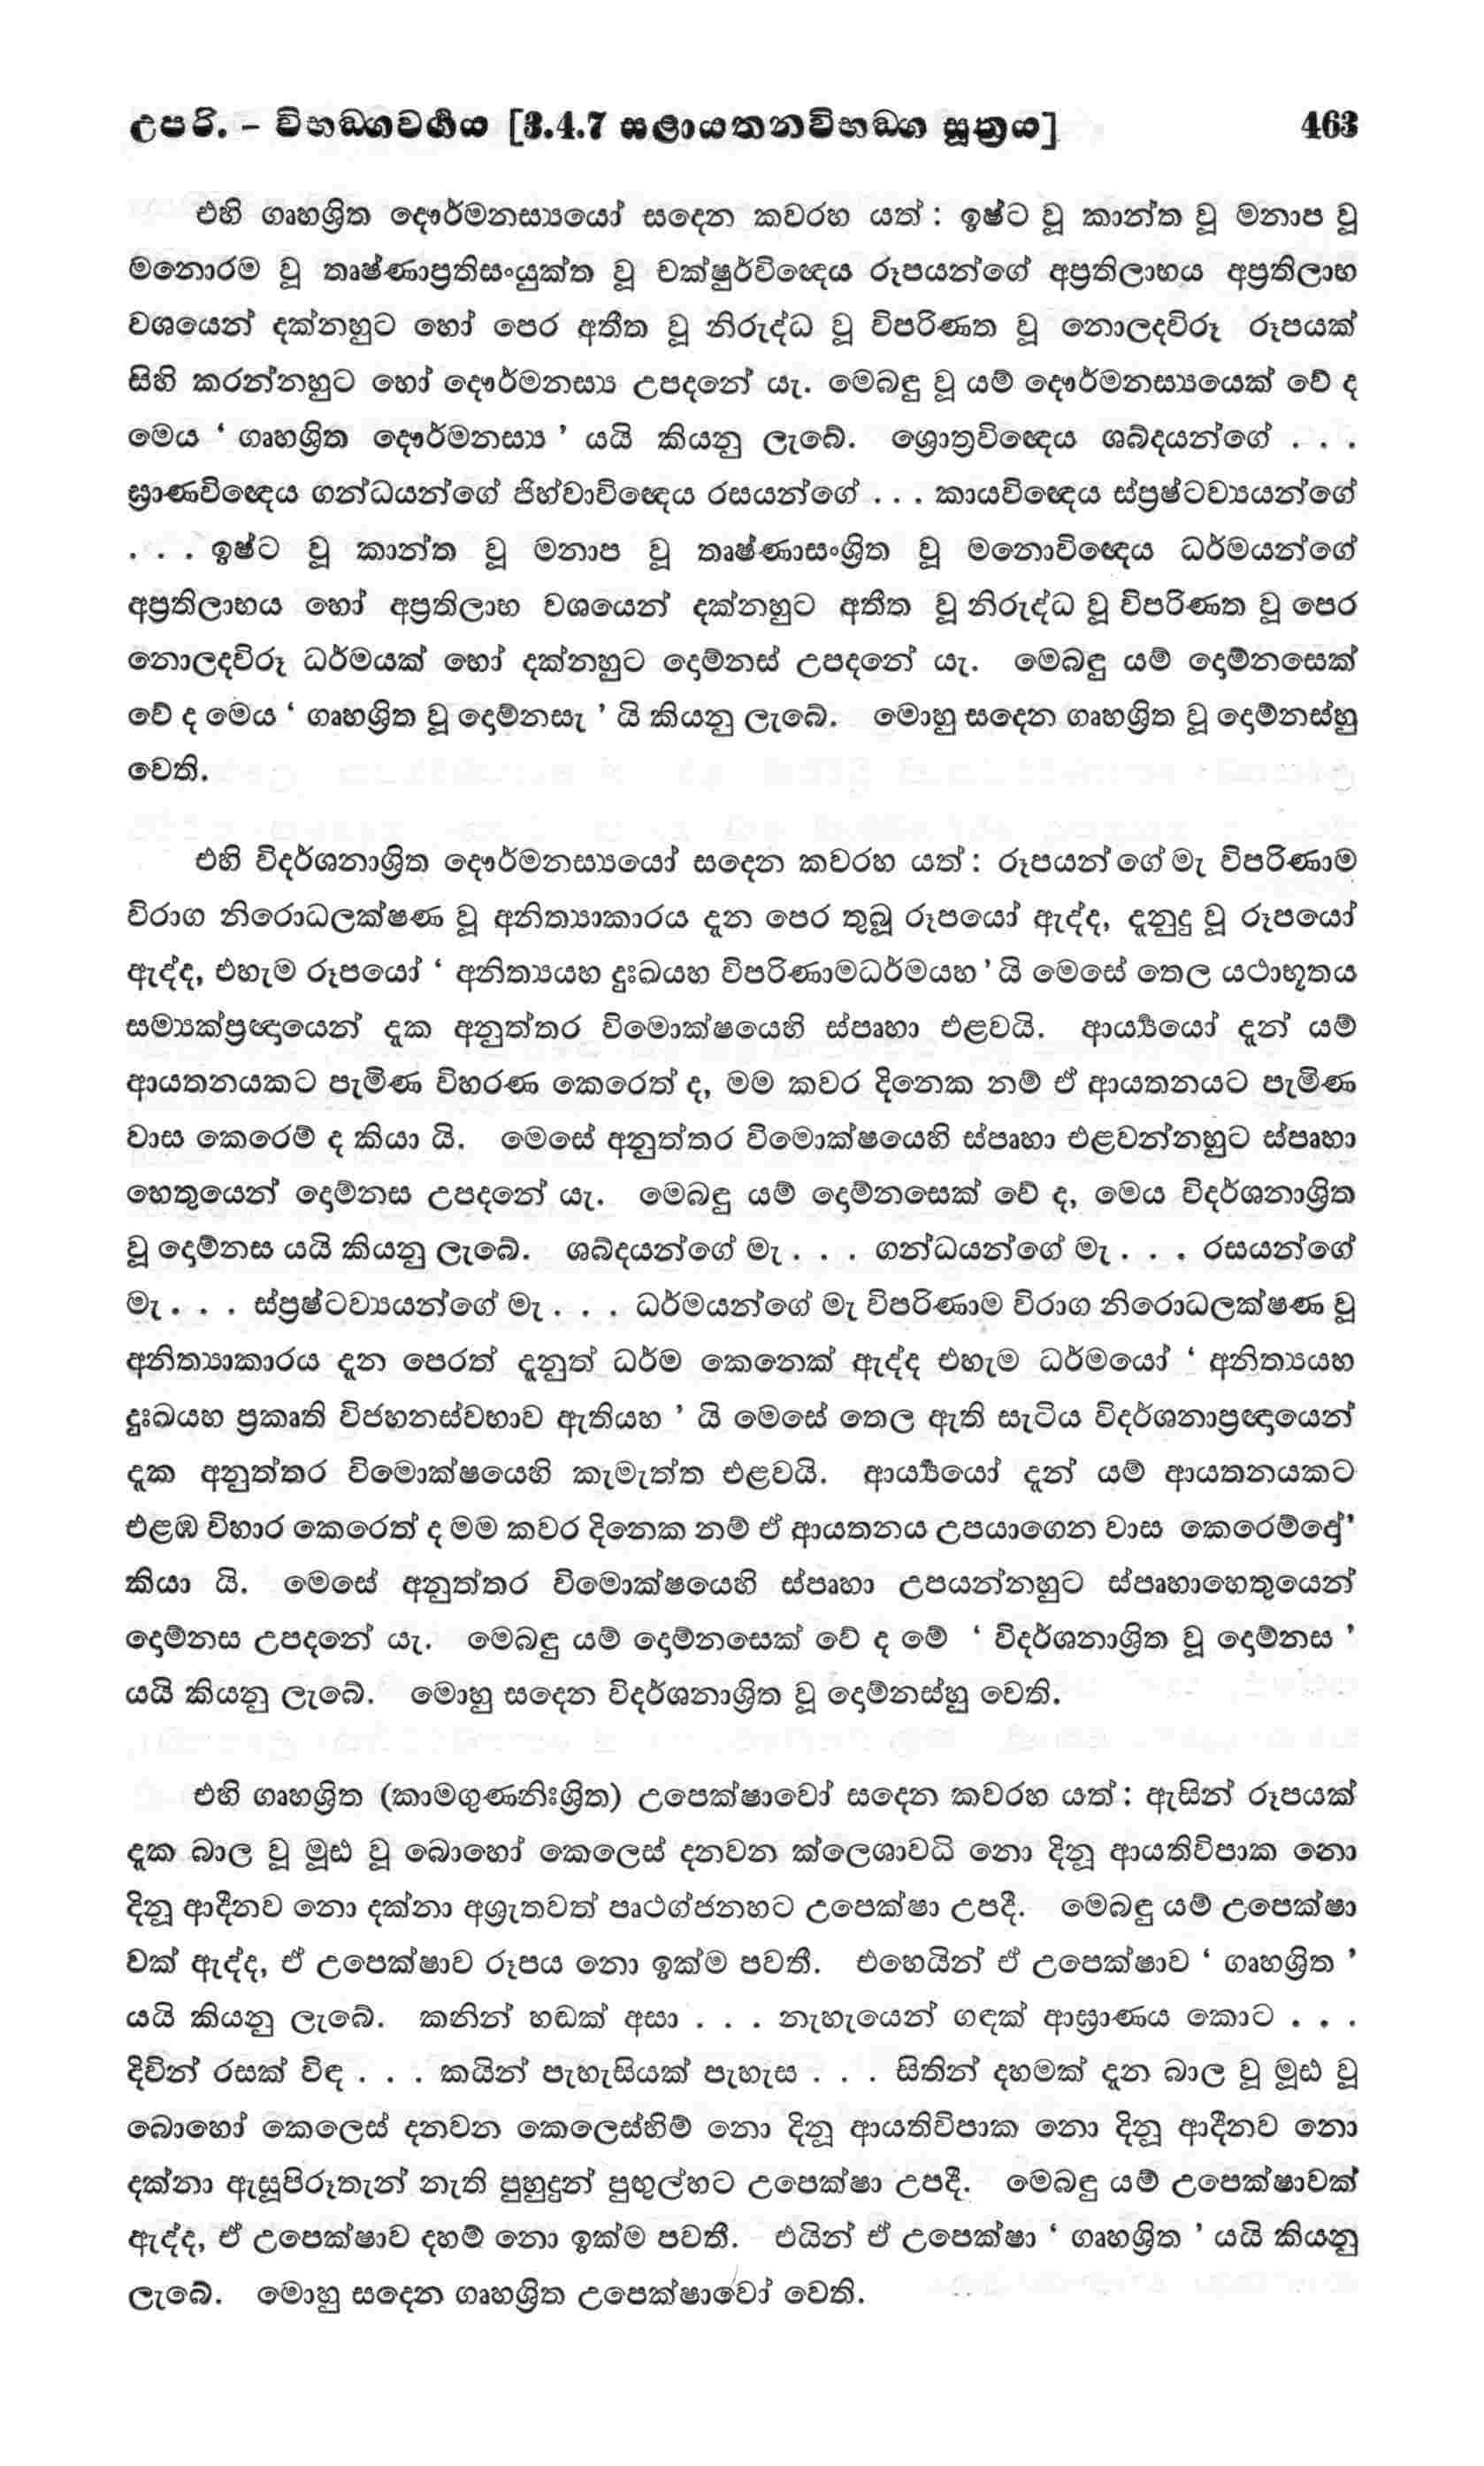 උපරි. - විභඞ්ගවර්ගය [3.4.7 සළායතනවිභඞ්ග සූත්‍රය] 463
එහි ගෘහශ්‍රිත දෞර්මනස්‍යයෝ සදෙන කවරහ යත් : ඉෂ්ට වූ කාන්ත වූ මනාප වූ
මනොරම වූ තෘෂ්ණාප්‍රතිසංයුක්ත වූ චක්ෂුර්විඥෙය රූපයන්ගේ අප්‍රතිලාභය අප්‍රතිලාභ
වශයෙන් දක්නහුට හෝ පෙර අතීත වූ නිරුද්ධ වූ විපරිණත වූ නොලදවිරූ රූපයක්
සිහි කරන්නහුට හෝ දෞර්මනස්‍ය උපදනේ යැ. මෙබඳු වූ යම් දෞර්මනස්‍යයෙක් වේ ද
මෙය ‘ ගෘහශ්‍රිත දෞර්මනස්‍ය ’ යයි කියනු ලැබේ. ශ්‍රොත්‍රවිඥෙය ශබ්දයන්ගේ . . .
ඝ්‍රාණවිඥෙය ගන්ධයන්ගේ ජිහ්වාවිඥෙය රසයන්ගේ . . . කායවිඥෙය ස්ප්‍රෂ්ටව්‍යයන්ගේ
. . . ඉෂ්ට වූ කාන්ත වූ මනාප වූ තෘෂ්ණාසංශ්‍රිත වූ මනොවිඥෙය ධර්මයන්ගේ
අප්‍රතිලාභය හෝ අප්‍රතිලාභ වශයෙන් දක්නහුට අතීත වූ නිරුද්ධ වූ විපරිණත වූ පෙර
නොලදවිරූ ධර්මයක් හෝ දක්නහුට දොම්නස් උපදනේ යැ. මෙබඳු යම් දොම්නසෙක්
වේ ද මෙය ‘ ගෘහශ්‍රිත වූ දොම්නසැ ’ යි කියනු ලැබේ. මොහු සදෙන ගෘහශ්‍රිත වූ දොම්නස්හු
වෙති.
එහි විදර්ශනාශ්‍රිත දෞර්මනස්‍යයෝ සදෙන කවරහ යත් : රූපයන් ගේ මැ විපරිණාම
විරාග නිරොධලක්ෂණ වූ අනිත්‍යාකාරය දැන පෙර තුබූ රූපයෝ ඇද්ද, දැනුදු වූ රූපයෝ
ඇද්ද, එහැම රූපයෝ ‘ අනිත්‍යයහ දුඃඛයහ විපරිණාමධර්මයහ ’ යි මෙසේ තෙල යථාභූතය
සම්‍යක්ප්‍රඥායෙන් දැක අනුත්තර විමොක්ෂයෙහි ස්පෘහා එළවයි. ආර්‍ය්‍යයෝ දැන් යම්
ආයතනයකට පැමිණ විහරණ කෙරෙත් ද, මම කවර දිනෙක නම් ඒ ආයතනයට පැමිණ
වාස කෙරෙම් ද කියා යි. මෙසේ අනුත්තර විමොක්ෂයෙහි ස්පෘහා එළවන්නහුට ස්පෘහා
හෙතුයෙන් දොම්නස උපදනේ යැ. මෙබඳු යම් දොම්නසෙක් වේ ද, මෙය විදර්ශනාශ්‍රිත
වූ දොම්නස යයි කියනු ලැබේ. ශබ්දයන්ගේ මැ . . . ගන්ධයන්ගේ මැ . . . රසයන්ගේ
මැ . . . ස්ප්‍රෂ්ටව්‍යයන්ගේ මැ . . . ධර්මයන්ගේ මැ විපරිණාම විරාග නිරොධලක්ෂණ වූ
අනිත්‍යාකාරය දැන පෙරත් දැනුත් ධර්ම කෙනෙක් ඇද්ද එහැම ධර්මයෝ ‘ අනිත්‍යයහ
දුඃඛයහ ප්‍රකෘති විජහනස්වභාව ඇතියහ ’ යි මෙසේ තෙල ඇති සැටිය විදර්ශනාප්‍රඥායෙන්
දැක අනුත්තර විමොක්ෂයෙහි කැමැත්ත එළවයි. ආර්‍ය්‍යයෝ දැන් යම් ආයතනයකට
එළඹ විහාර කෙරෙත් ද මම කවර දිනෙක නම් ඒ ආයතනය උපයාගෙන වාස කෙරෙම්දෝ’
කියා යි. මෙසේ අනුත්තර විමොක්ෂයෙහි ස්පෘහා උපයන්නහුට ස්පෘහාහෙතුයෙන්
දොම්නස උපදනේ යැ. මෙබඳු යම් දොම්නසෙක් වේ ද මේ ‘ විදර්ශනාශ්‍රිත වූ දොම්නස ’
යයි කියනු ලැබේ. මොහු සදෙන විදර්ශනාශ්‍රිත වූ දොම්නස්හු වෙති.
එහි ගෘහශ්‍රිත (කාමගුණනිඃශ්‍රිත) උපෙක්ෂාවෝ සදෙන කවරහ යත් : ඇසින් රූපයක්
දැක බාල වූ මූඪ වූ බොහෝ කෙලෙස් දනවන ක්ලෙශාවධි නො දිනූ ආයතිවිපාක නො
දිනූ ආදීනව නො දක්නා අශ්‍රැතවත් පෘථග්ජනහට උපෙක්ෂා උපදී. මෙබඳු යම් උපෙක්ෂා
වක් ඇද්ද, ඒ උපෙක්ෂාව රූපය නො ඉක්ම පවතී. එහෙයින් ඒ උපෙක්ෂාව ‘ ගෘහශ්‍රිත ’
යයි කියනු ලැබේ. කනින් හඬක් අසා . . . නැහැයෙන් ගඳක් ආඝ්‍රාණය කොට . . .
දිවින් රසක් විඳ . . . කයින් පැහැසියක් පැහැස . . . සිතින් දහමක් දැන බාල වූ මූඪ වූ
බොහෝ කෙලෙස් දනවන කෙලෙස්හිම් නො දිනූ ආයතිවිපාක නො දිනූ ආදීනව නො
දක්නා ඇසූපිරූතැන් නැති පුහුදුන් පුභුල්හට උපෙක්ෂා උපදී. මෙබඳු යම් උපෙක්ෂාවක්
ඇද්ද, ඒ උපෙක්ෂාව දහම් නො ඉක්ම පවතී. එයින් ඒ උපෙක්ෂා ‘ ගෘහශ්‍රිත ’ යයි කියනු
ලැබේ. මොහු සදෙන ගෘහශ්‍රිත උපෙක්ෂාවෝ වෙති.